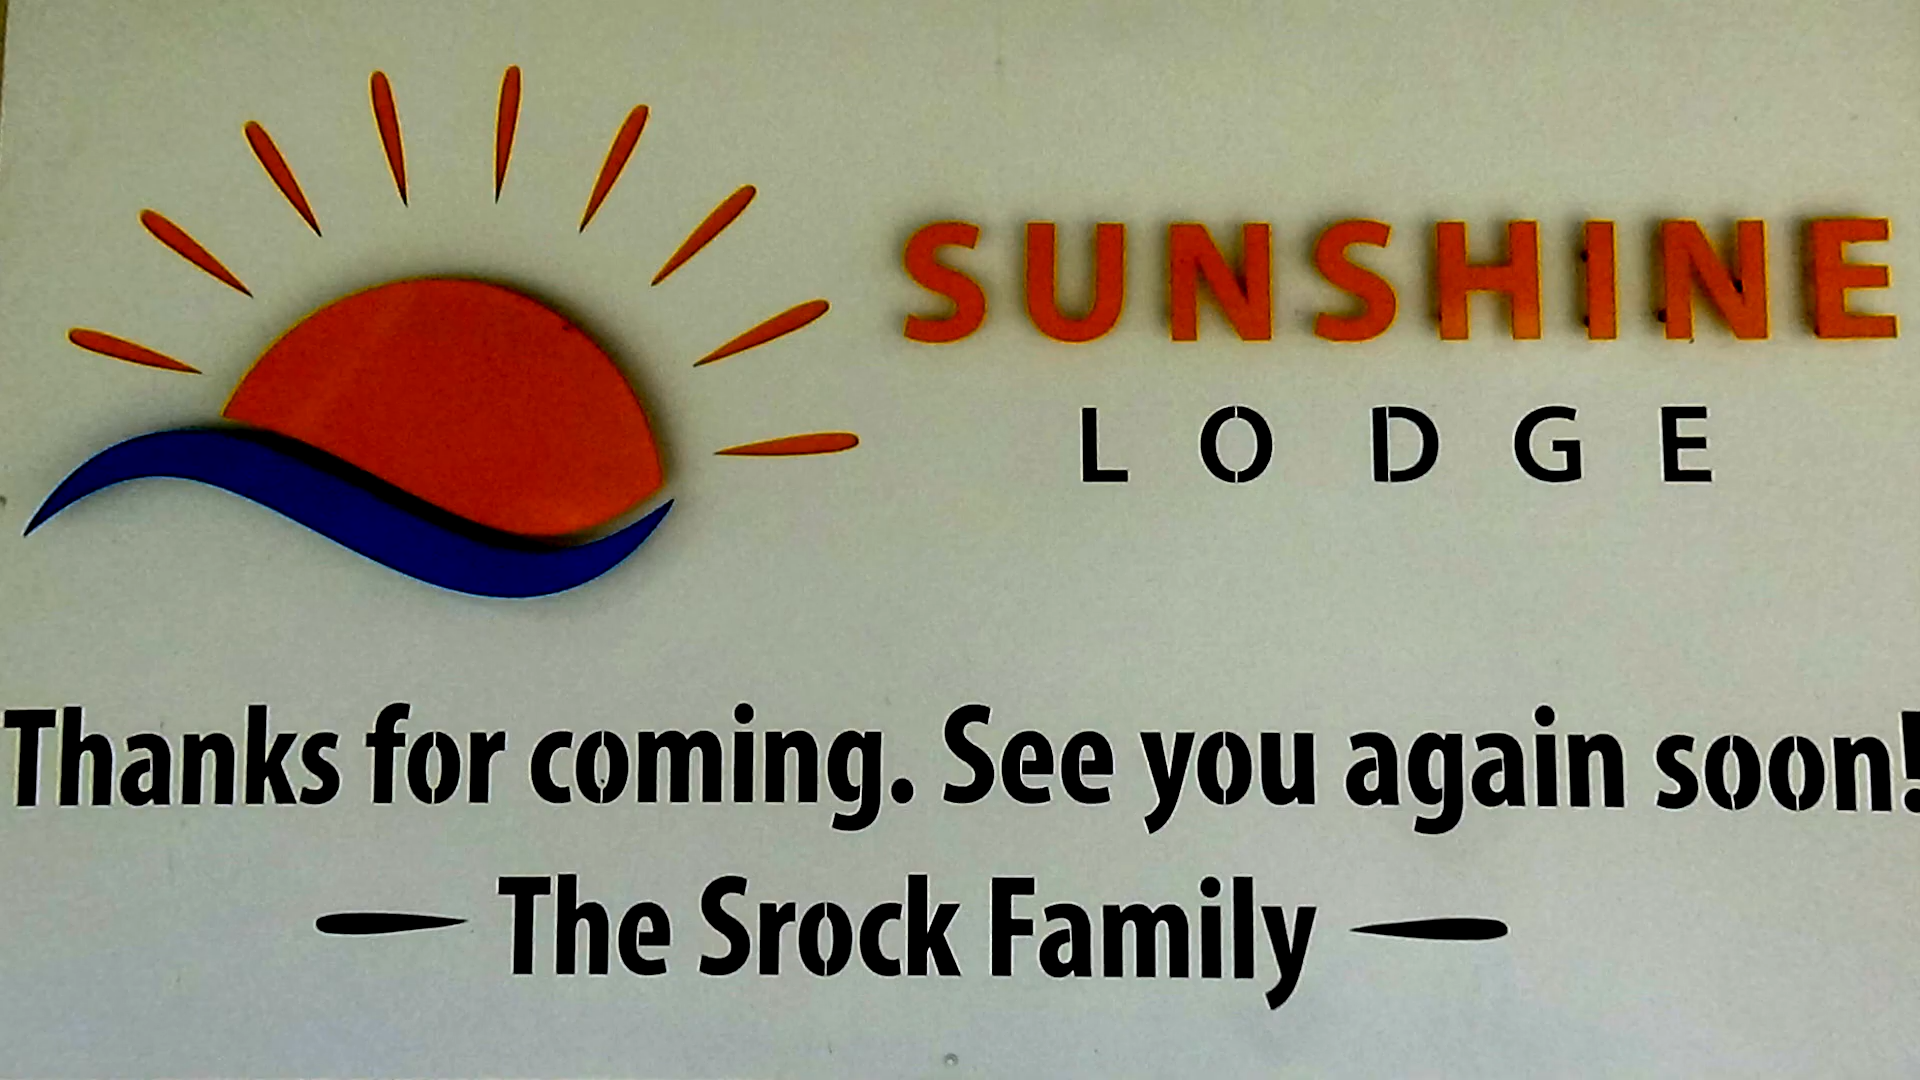 SUNSHINE
LODGE
Thanks for coming. See you again soon!
The Srock Family